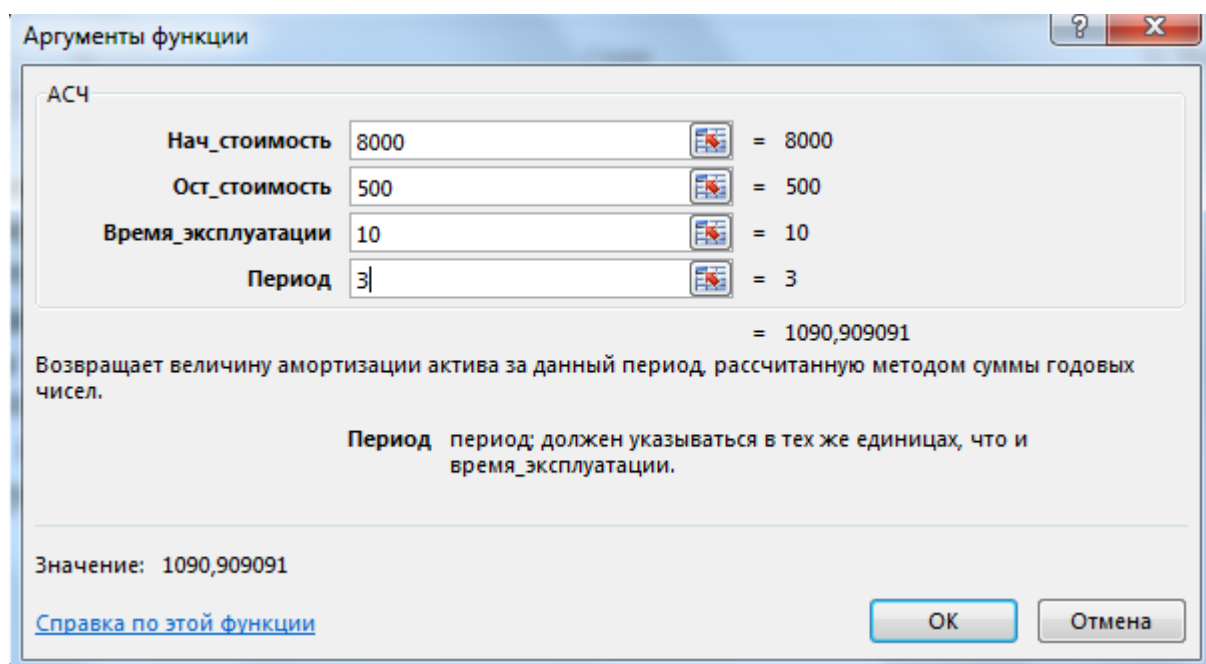 Аргументы функции
? X
АСЧ
Нач_стоимость 8000 = 8000
Ост_стоимость 500 = 500
Время_эксплуатации 10 = 10
Период 3 = 3
= 1090,909091
Возвращает величину амортизации актива за данный период, рассчитанную методом суммы годовых
чисел.
Период период; должен указываться в тех же единицах, что и
время_эксплуатации.
Значение: 1090,909091
Справка по этой функции
ОК Отмена